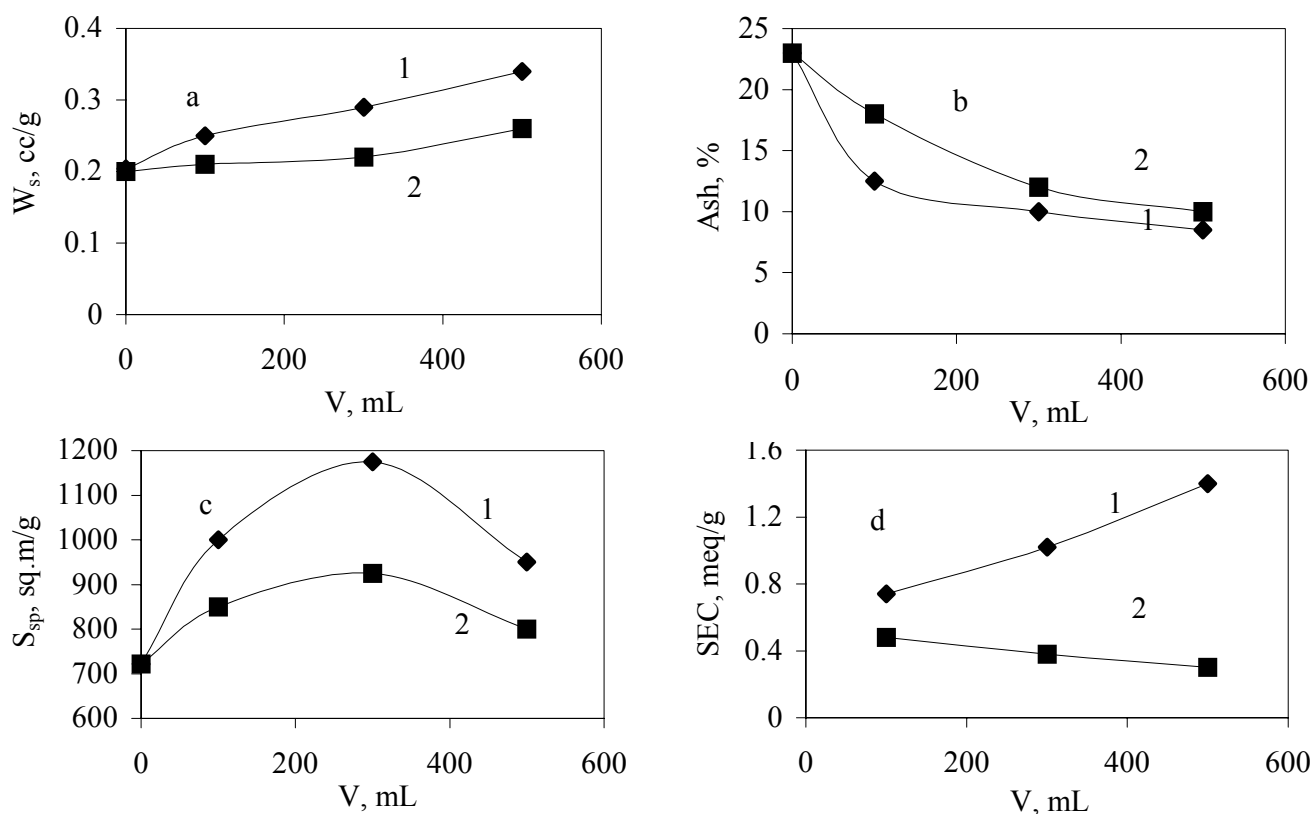 0.4
0.3
0.2
0.1
0
W_s, cc/g
a
1
2
0 200 400 600
V, mL
25
20
15
10
5
0
Ash, %
b
2
1
0 200 400 600
V, mL
1200
1100
1000
900
800
700
600
S_sp, sq.m/g
c
1
2
0 200 400 600
V, mL
1.6
1.2
0.8
0.4
0
SEC, meq/g
d
1
2
0 200 400 600
V, mL